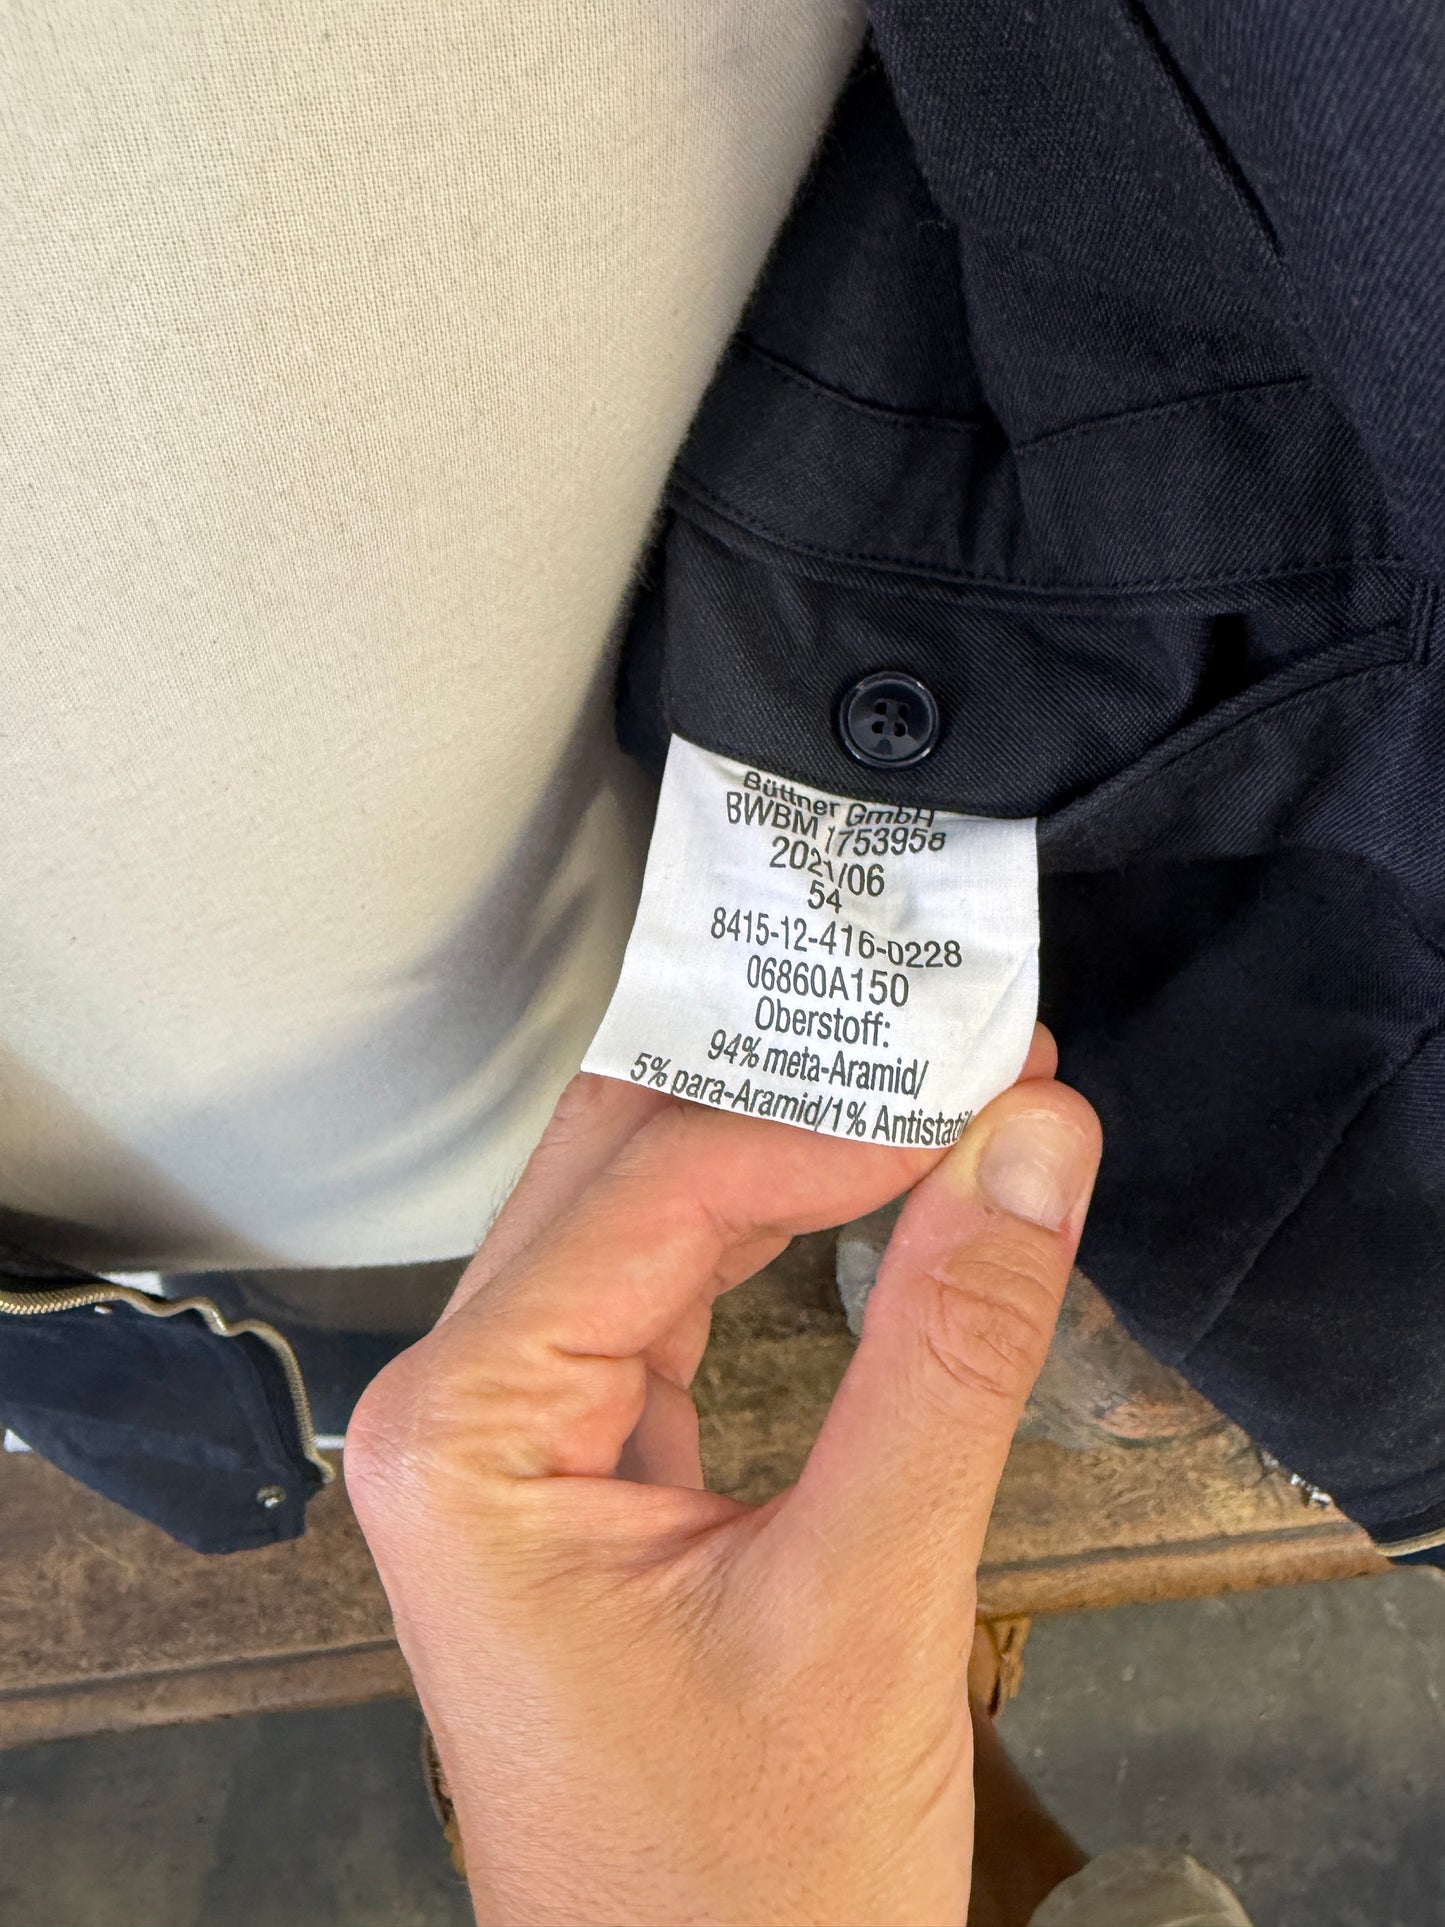 Büttner GmbH
BWBM 1753958
2021/06
54
8415-12-416-0228
06860A150
Oberstoff:
94% meta-Aramid/
5% para-Aramid/1% Antistatik